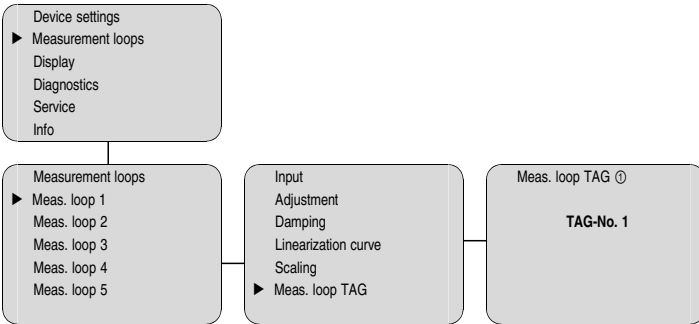 Device settings
▶ Measurement loops
Display
Diagnostics
Service
Info
Measurement loops
▶ Meas. loop 1
Meas. loop 2
Meas. loop 3
Meas. loop 4
Meas. loop 5
Input
Adjustment
Damping
Linearization curve
Scaling
▶ Meas. loop TAG
Meas. loop TAG ①
TAG-No. 1